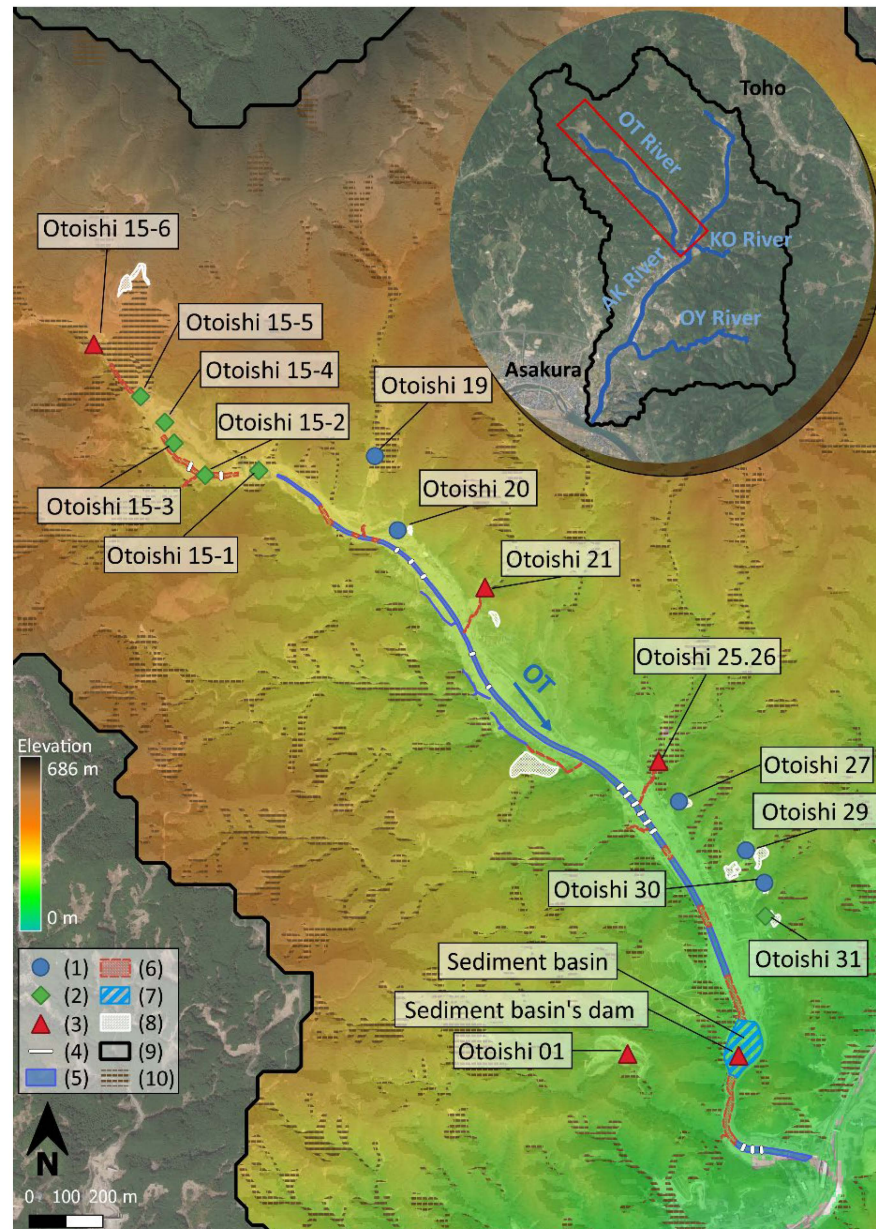 Toho
OT River
KO River
AK River
OY River
Asakura
Otoishi 15-6
Otoishi 15-5
Otoishi 15-4
Otoishi 19
Otoishi 15-2
Otoishi 20
Otoishi 15-3
Otoishi 15-1
Otoishi 21
Otoishi 25.26
OT
Otoishi 27
Otoishi 29
Otoishi 30
Otoishi 31
Sediment basin
Sediment basin's dam
Otoishi 01
Elevation
686 m
0 m
(1) (6)
(2) (7)
(3) (8)
(4) (9)
(5) (10)
N
0 100 200 m